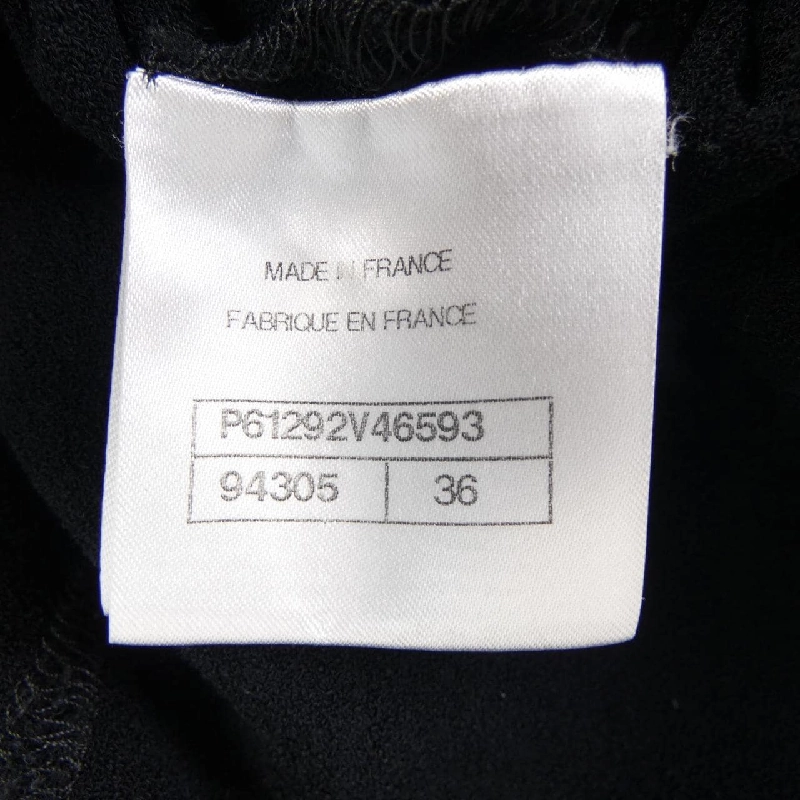 MADE IN FRANCE
FABRIQUE EN FRANCE
P61292V46593
94305 36